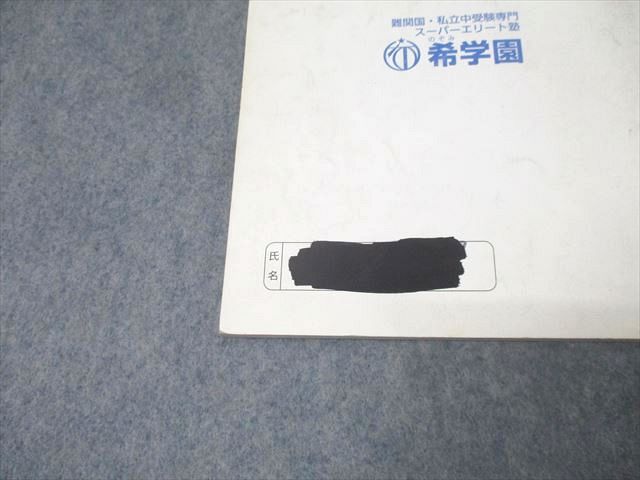 難関国・私立中受験専門
スーパーエリート塾
のぞみ
希学園
氏名